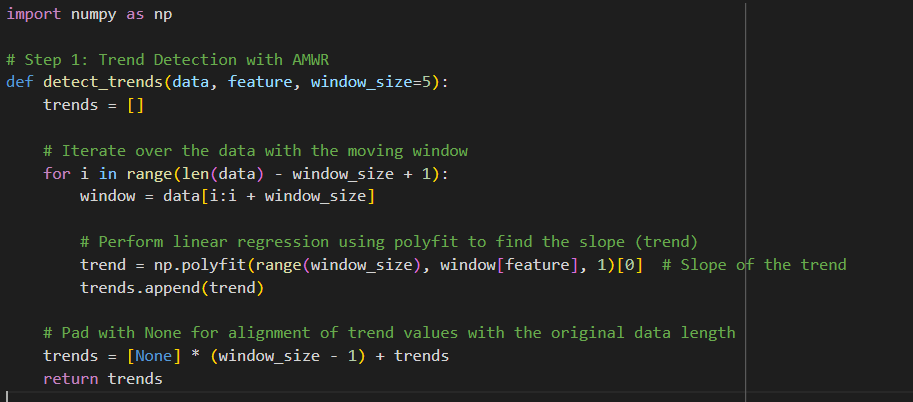 import numpy as np
# Step 1: Trend Detection with AMWR
def detect_trends(data, feature, window_size=5):
    trends = []
    # Iterate over the data with the moving window
    for i in range(len(data) - window_size + 1):
        window = data[i:i + window_size]
        # Perform linear regression using polyfit to find the slope (trend)
        trend = np.polyfit(range(window_size), window[feature], 1)[0]  # Slope of the trend
        trends.append(trend)
    # Pad with None for alignment of trend values with the original data length
    trends = [None] * (window_size - 1) + trends
    return trends